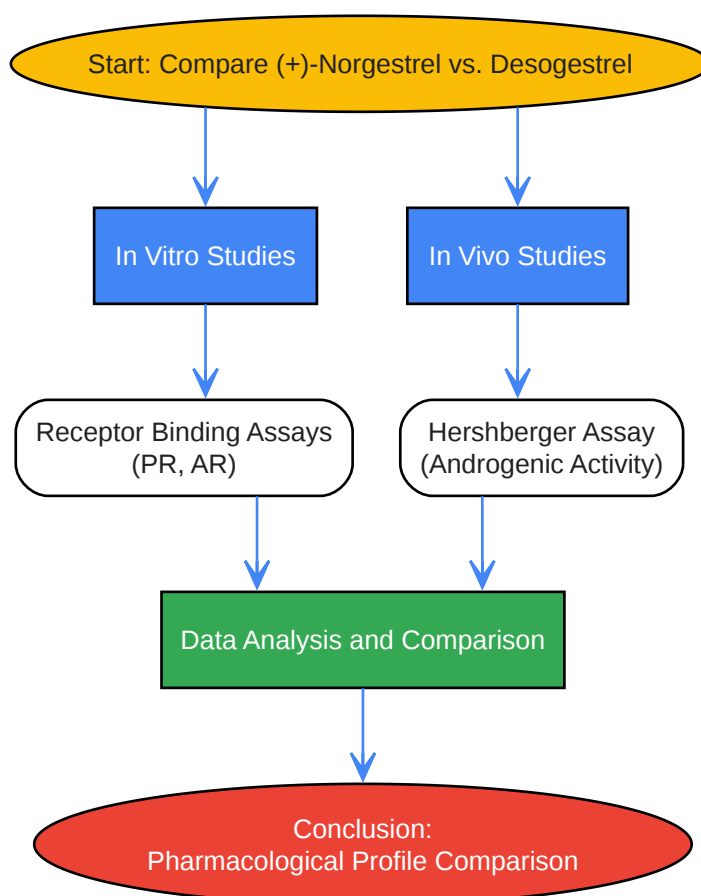 Start: Compare (+)-Norgestrel vs. Desogestrel
In Vitro Studies
In Vivo Studies
Receptor Binding Assays
(PR, AR)
Hershberger Assay
(Androgenic Activity)
Data Analysis and Comparison
Conclusion:
Pharmacological Profile Comparison